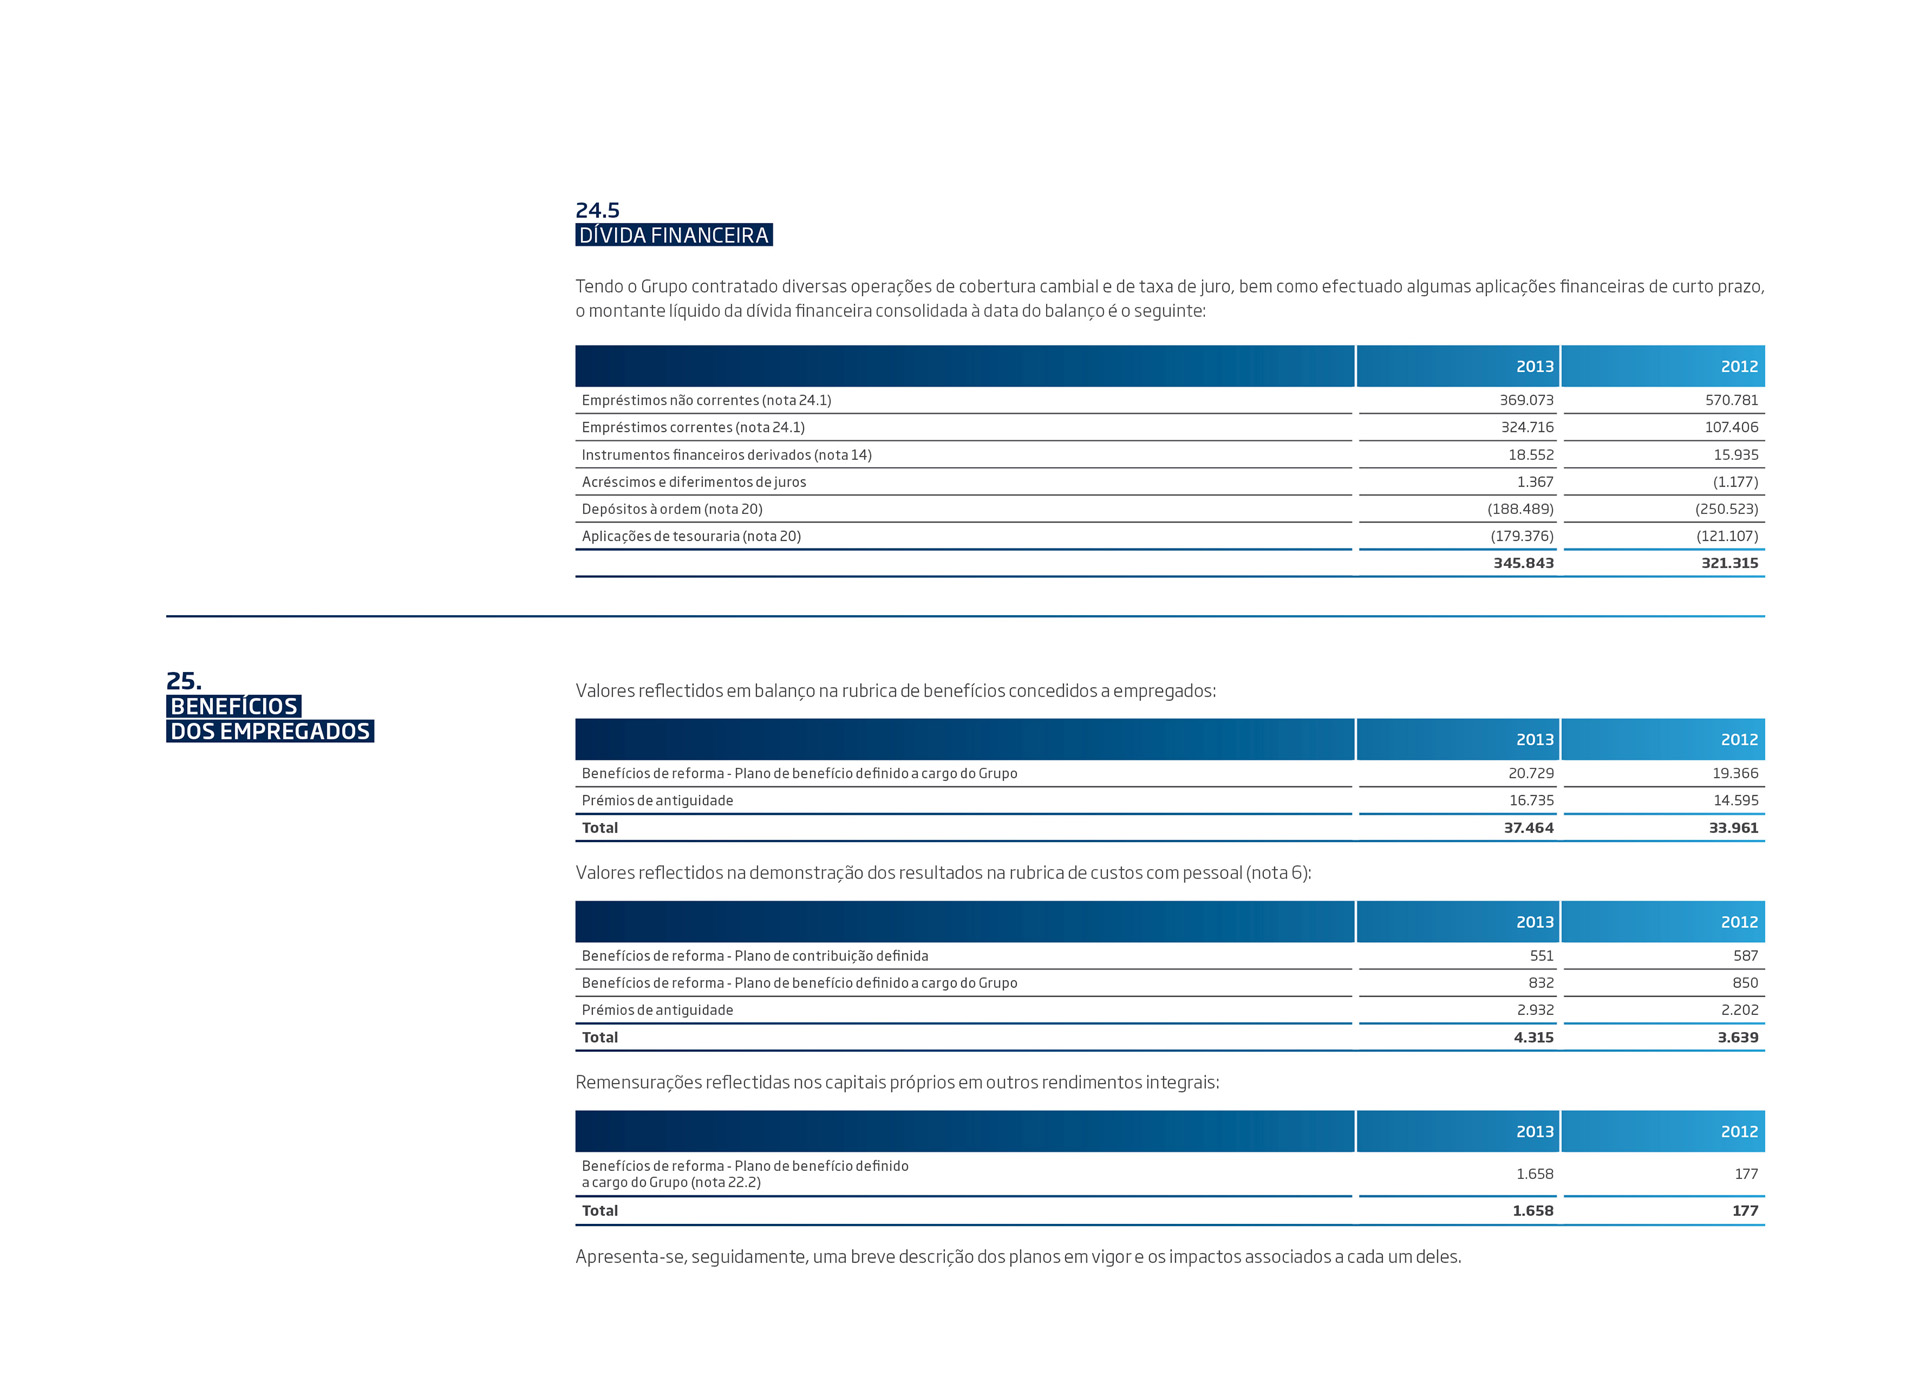 24.5
DÍVIDA FINANCEIRA
Tendo o Grupo contratado diversas operações de cobertura cambial e de taxa de juro, bem como efectuado algumas aplicações financeiras de curto prazo,
o montante líquido da dívida financeira consolidada à data do balanço é o seguinte:
2013 2012
Empréstimos não correntes (nota 24.1) 369.073 570.781
Empréstimos correntes (nota 24.1) 324.716 107.406
Instrumentos financeiros derivados (nota 14) 18.552 15.935
Acréscimos e diferimentos de juros 1.367 (1.177)
Depósitos à ordem (nota 20) (188.489) (250.523)
Aplicações de tesouraria (nota 20) (179.376) (121.107)
345.843 321.315
25.
BENEFÍCIOS
DOS EMPREGADOS
Valores reflectidos em balanço na rubrica de benefícios concedidos a empregados:
2013 2012
Benefícios de reforma - Plano de benefício definido a cargo do Grupo 20.729 19.366
Prémios de antiguidade 16.735 14.595
Total 37.464 33.961
Valores reflectidos na demonstração dos resultados na rubrica de custos com pessoal (nota 6):
2013 2012
Benefícios de reforma - Plano de contribuição definida 551 587
Benefícios de reforma - Plano de benefício definido a cargo do Grupo 832 850
Prémios de antiguidade 2.932 2.202
Total 4.315 3.639
Remensurações reflectidas nos capitais próprios em outros rendimentos integrais:
2013 2012
Benefícios de reforma - Plano de benefício definido
a cargo do Grupo (nota 22.2) 1.658 177
Total 1.658 177
Apresenta-se, seguidamente, uma breve descrição dos planos em vigor e os impactos associados a cada um deles.